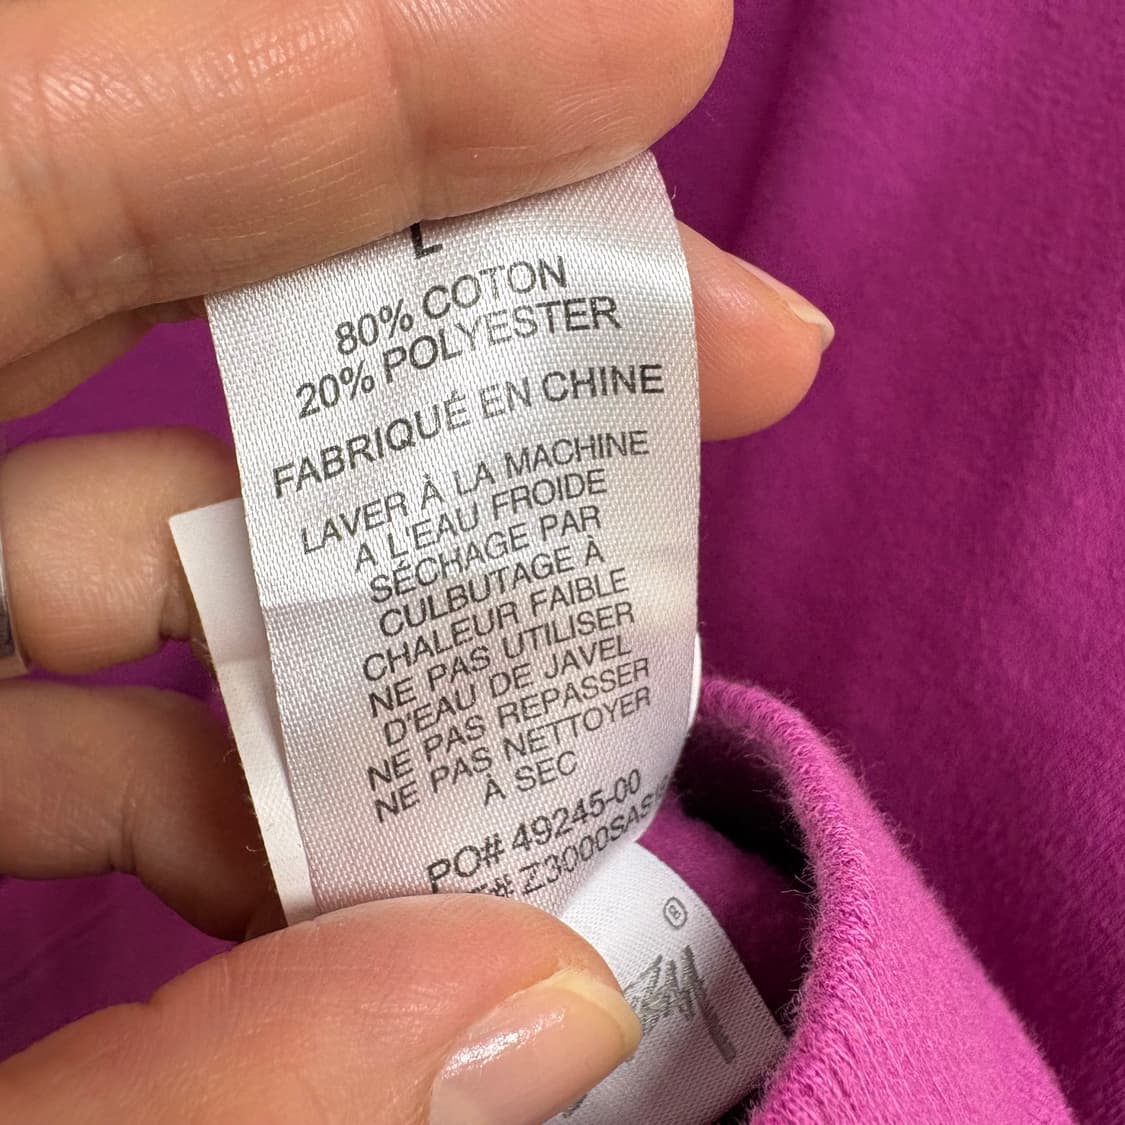 L
80% COTON
20% POLYESTER
FABRIQUÉ EN CHINE
LAVER À LA MACHINE
A L'EAU FROIDE
SÉCHAGE PAR
CULBUTAGE À
CHALEUR FAIBLE
NE PAS UTILISER
D'EAU DE JAVEL
NE PAS REPASSER
NE PAS NETTOYER
À SEC
PO# 49245-00
®